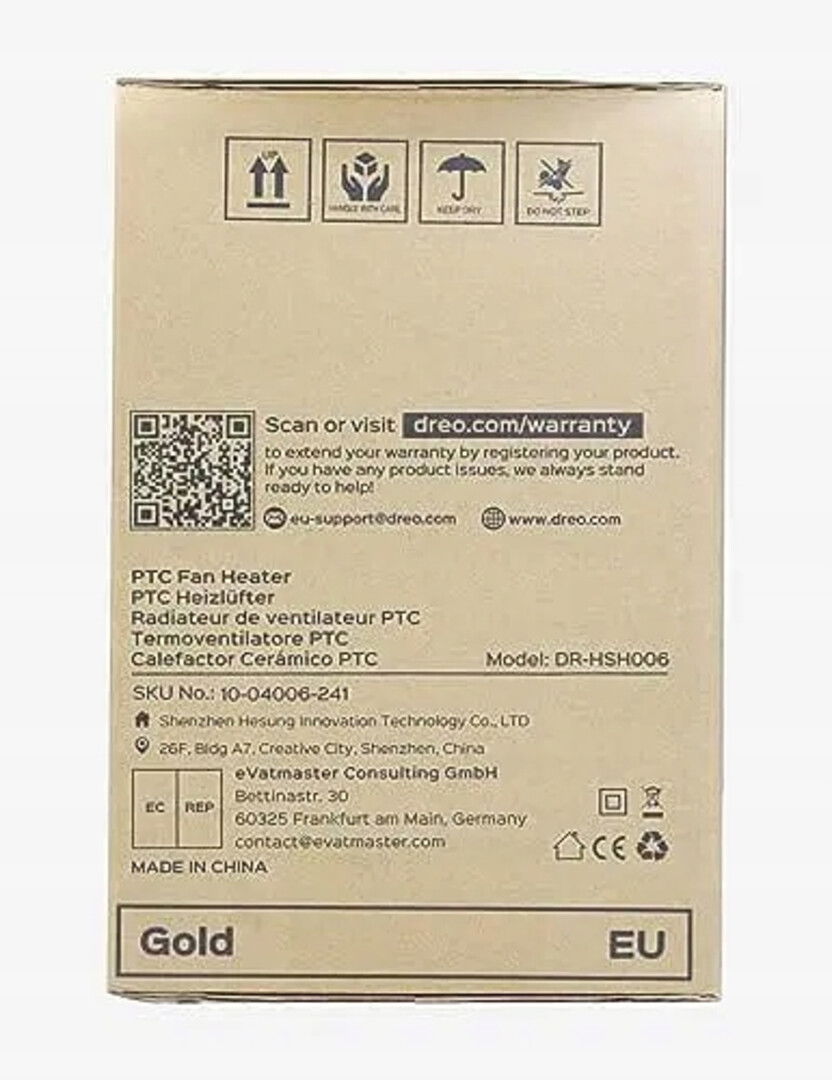 UP
HANDLE WITH CARE
KEEP DRY
DO NOT STEP
Scan or visit dreo.com/warranty
to extend your warranty by registering your product.
If you have any product issues, we always stand
ready to help!
eu-support@dreo.com www.dreo.com
PTC Fan Heater
PTC Heizlüfter
Radiateur de ventilateur PTC
Termoventilatore PTC
Calefactor Cerámico PTC Model: DR-HSH006
SKU No.: 10-04006-241
Shenzhen Hesung Innovation Technology Co., LTD
26F, Bldg A7, Creative City, Shenzhen, China
EC REP
eVatmaster Consulting GmbH
Bettinastr. 30
60325 Frankfurt am Main, Germany
contact@evatmaster.com
CE
MADE IN CHINA
Gold EU